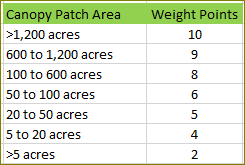 Canopy Patch Area Weight Points
>1,200 acres 10
600 to 1,200 acres 9
100 to 600 acres 8
50 to 100 acres 6
20 to 50 acres 5
5 to 20 acres 4
>5 acres 2